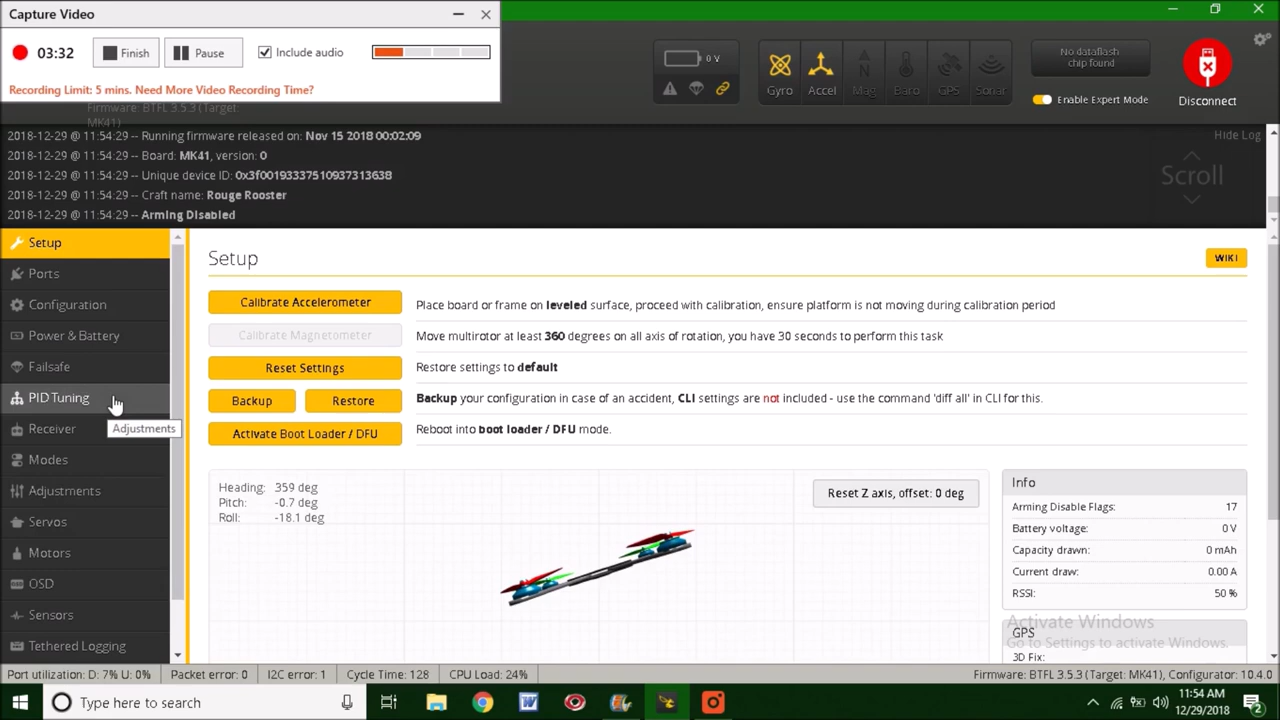 Capture Video
03:32
Finish
Pause
Include audio
Recording Limit: 5 mins. Need More Video Recording Time?
0 V
Gyro
Accel
Mag
Baro
GPS
Sonar
No dataflash
chip found
Enable Expert Mode
Disconnect
Firmware: BTFL 3.5.3 (Target:
MK41)
Hide Log
Scroll
2018-12-29 @ 11:54:29 -- Running firmware released on: Nov 15 2018 00:02:09
2018-12-29 @ 11:54:29 -- Board: MK41, version: 0
2018-12-29 @ 11:54:29 -- Unique device ID: 0x3f00193337510937313638
2018-12-29 @ 11:54:29 -- Craft name: Rouge Rooster
2018-12-29 @ 11:54:29 -- Arming Disabled
Setup
Ports
Configuration
Power & Battery
Failsafe
PID Tuning
Receiver
Adjustments
Modes
Adjustments
Servos
Motors
OSD
Sensors
Tethered Logging
Setup
WIKI
Calibrate Accelerometer
Place board or frame on leveled surface, proceed with calibration, ensure platform is not moving during calibration period
Calibrate Magnetometer
Move multirotor at least 360 degrees on all axis of rotation, you have 30 seconds to perform this task
Reset Settings
Restore settings to default
Backup
Restore
Backup your configuration in case of an accident, CLI settings are not included - use the command 'diff all' in CLI for this.
Activate Boot Loader / DFU
Reboot into boot loader / DFU mode.
Heading: 359 deg
Pitch: -0.7 deg
Roll: -18.1 deg
Reset Z axis, offset: 0 deg
Info
Arming Disable Flags: 17
Battery voltage: 0 V
Capacity drawn: 0 mAh
Current draw: 0.00 A
RSSI: 50 %
GPS
3D Fix:
Activate Windows
Go to Settings to activate Windows.
Port utilization: D: 7% U: 0%
Packet error: 0
I2C error: 1
Cycle Time: 128
CPU Load: 24%
Firmware: BTFL 3.5.3 (Target: MK41), Configurator: 10.4.0
Type here to search
11:54 AM
12/29/2018
2